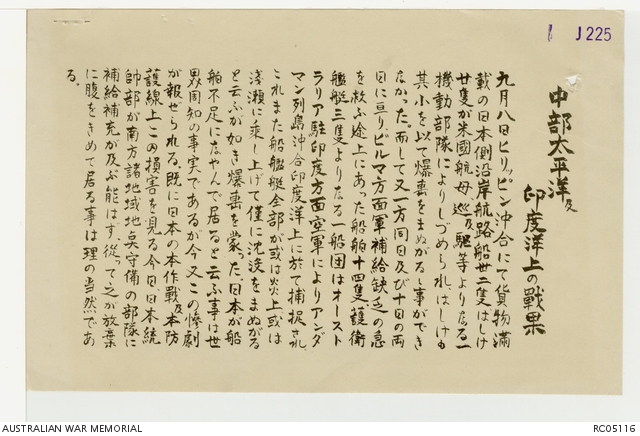 J225
中部太平洋及
印度洋上の戰果
九月八日ヒリッピン沖合にて貨物満
載の日本側沿岸航路船丗二隻はしけ
廿隻が米國航母、巡及驅等より成る一
機動部隊によりしづめられ、はしけも
其小を以て爆轟をまぬがるゝ事ができ
なかった。而して又一方同日及び十日の両
日に亘りビルマ方面軍補給缺乏の急
を救ふ途上にあった船舶十四隻護衛
艦艇三隻より成る一船団はオースト
ラリア駐印度方面空軍によりアンダ
マン列島沖合印度洋上に於て捕捉され
これまた船艦艇全部が或は炎上或は
淺瀬に乘し上げて僅に沈没をまぬがる
と云ふが如き爆轟を蒙った。日本が船
舶不足になやんで居ると云ふ事は世
界周知の事実であるが今又この惨劇
が報ぜられる。既に日本の本作戰及本防
護線上この損害を見る今日、日本統
帥部が南方諸地域地点守備の部隊に
補給補充が及ぶ能はず從って之が放棄
に腹をきめて居る事は理の当然であ
る。
AUSTRALIAN WAR MEMORIAL
RC05116